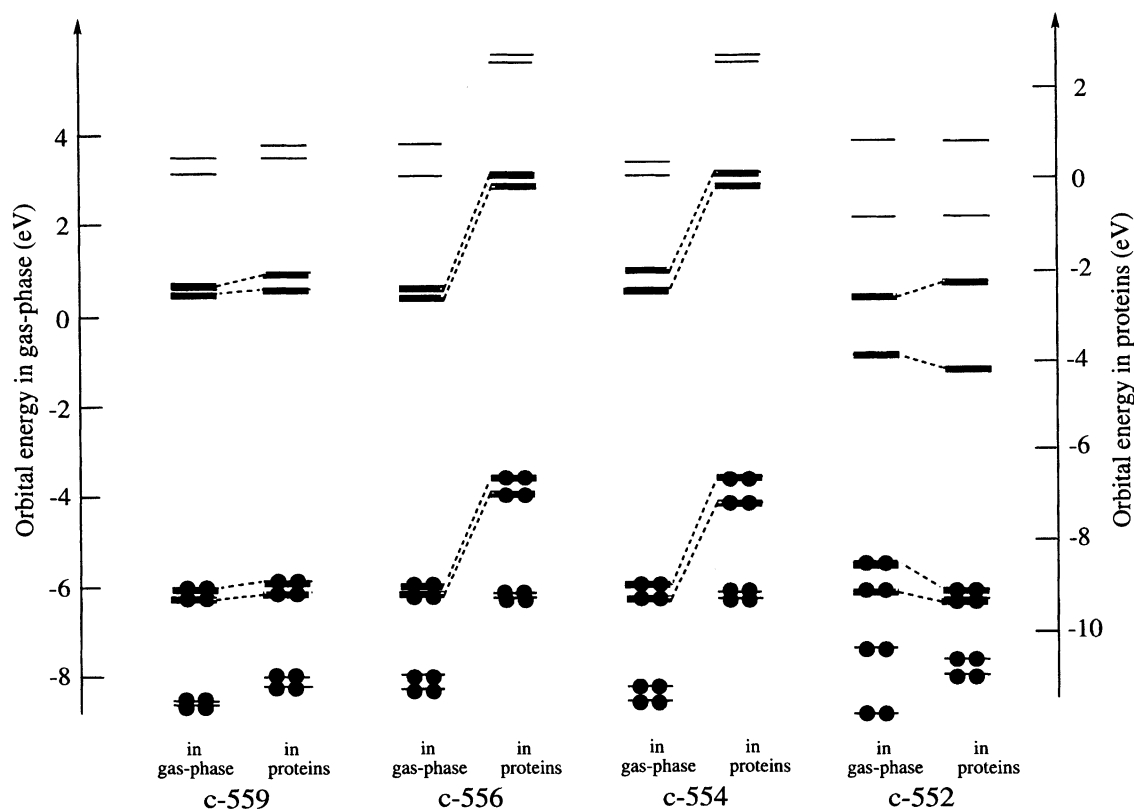 Orbital energy in gas-phase (eV)
4
2
0
-2
-4
-6
-8
2
0
-2
-4
-6
-8
-10
Orbital energy in proteins (eV)
in
gas-phase
in
proteins
c-559
in
gas-phase
in
proteins
c-556
in
gas-phase
in
proteins
c-554
in
gas-phase
in
proteins
c-552